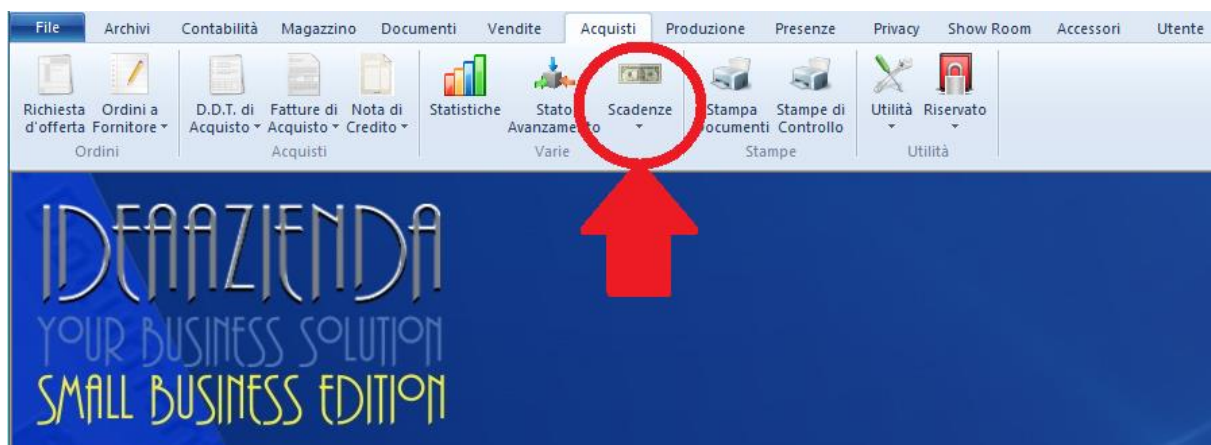 File Archivi Contabilità Magazzino Documenti Vendite Acquisti Produzione Presenze Privacy Show Room Accessori Utente
Richiesta d'offerta
Ordini a Fornitore
D.D.T. di Acquisto
Fatture di Acquisto
Nota di Credito
Statistiche
Stato Avanzamento
Scadenze
Stampa Documenti
Stampe di Controllo
Utilità
Riservato
Ordini Acquisti Varie Stampe Utilità
IDEAAZIENDA
YOUR BUSINESS SOLUTION
SMALL BUSINESS EDITION